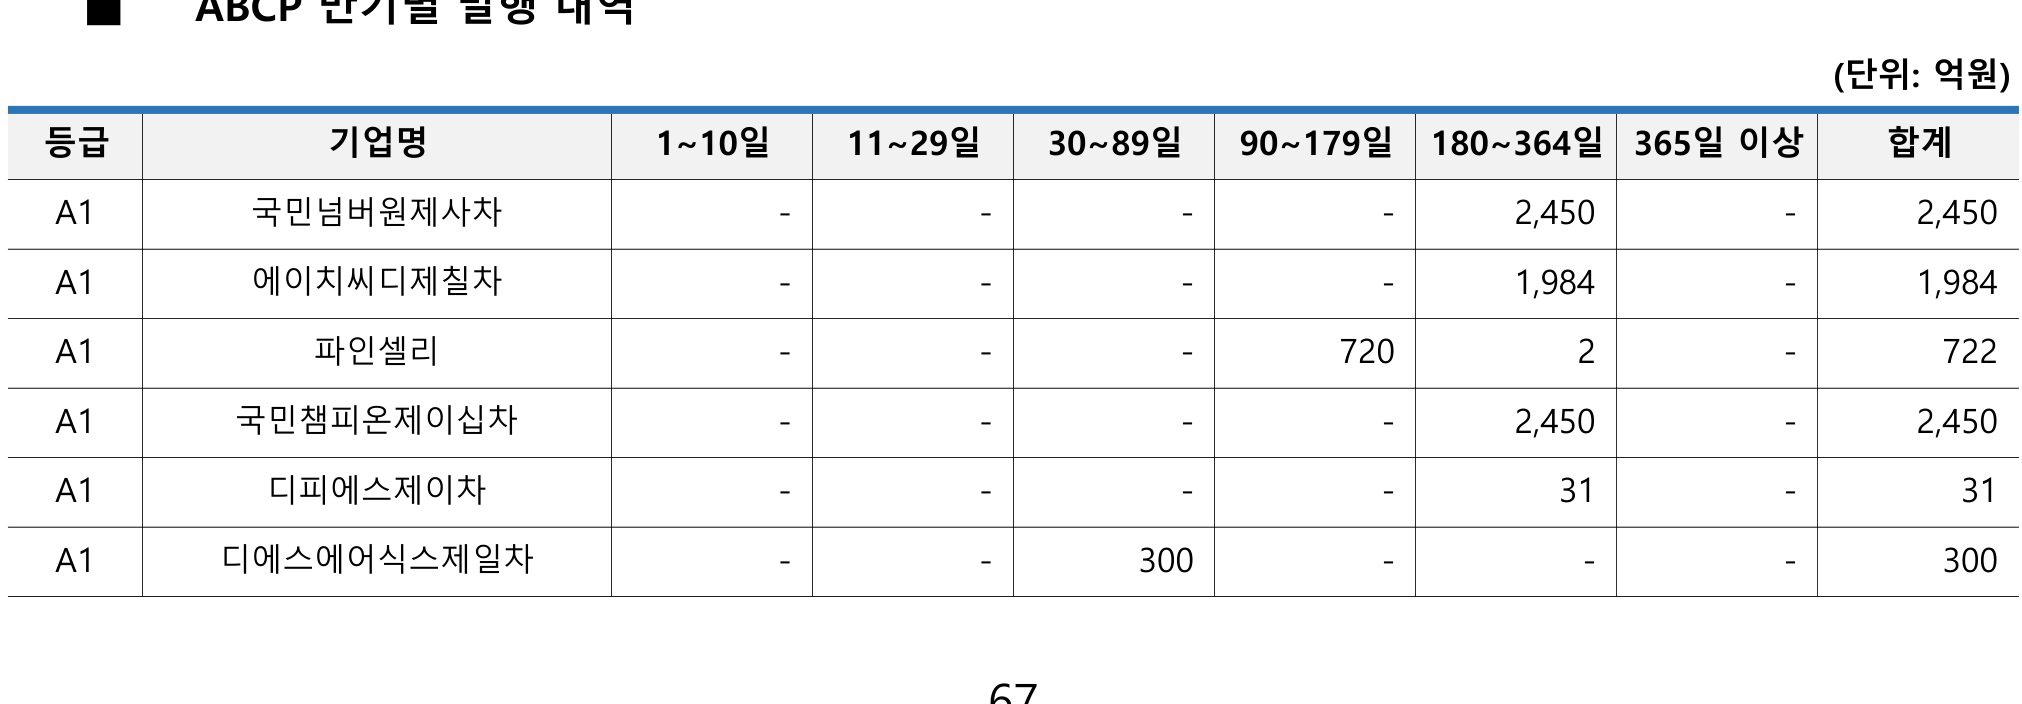 ■ ABCP 만기별 발행 내역
(단위: 억원)
등급 기업명 1~10일 11~29일 30~89일 90~179일 180~364일 365일 이상 합계
A1 국민넘버원제사차 - - - - 2,450 - 2,450
A1 에이치씨디제칠차 - - - - 1,984 - 1,984
A1 파인셀리 - - - 720 2 - 722
A1 국민챔피온제이십차 - - - - 2,450 - 2,450
A1 디피에스제이차 - - - - 31 - 31
A1 디에스에어식스제일차 - - 300 - - - 300
67